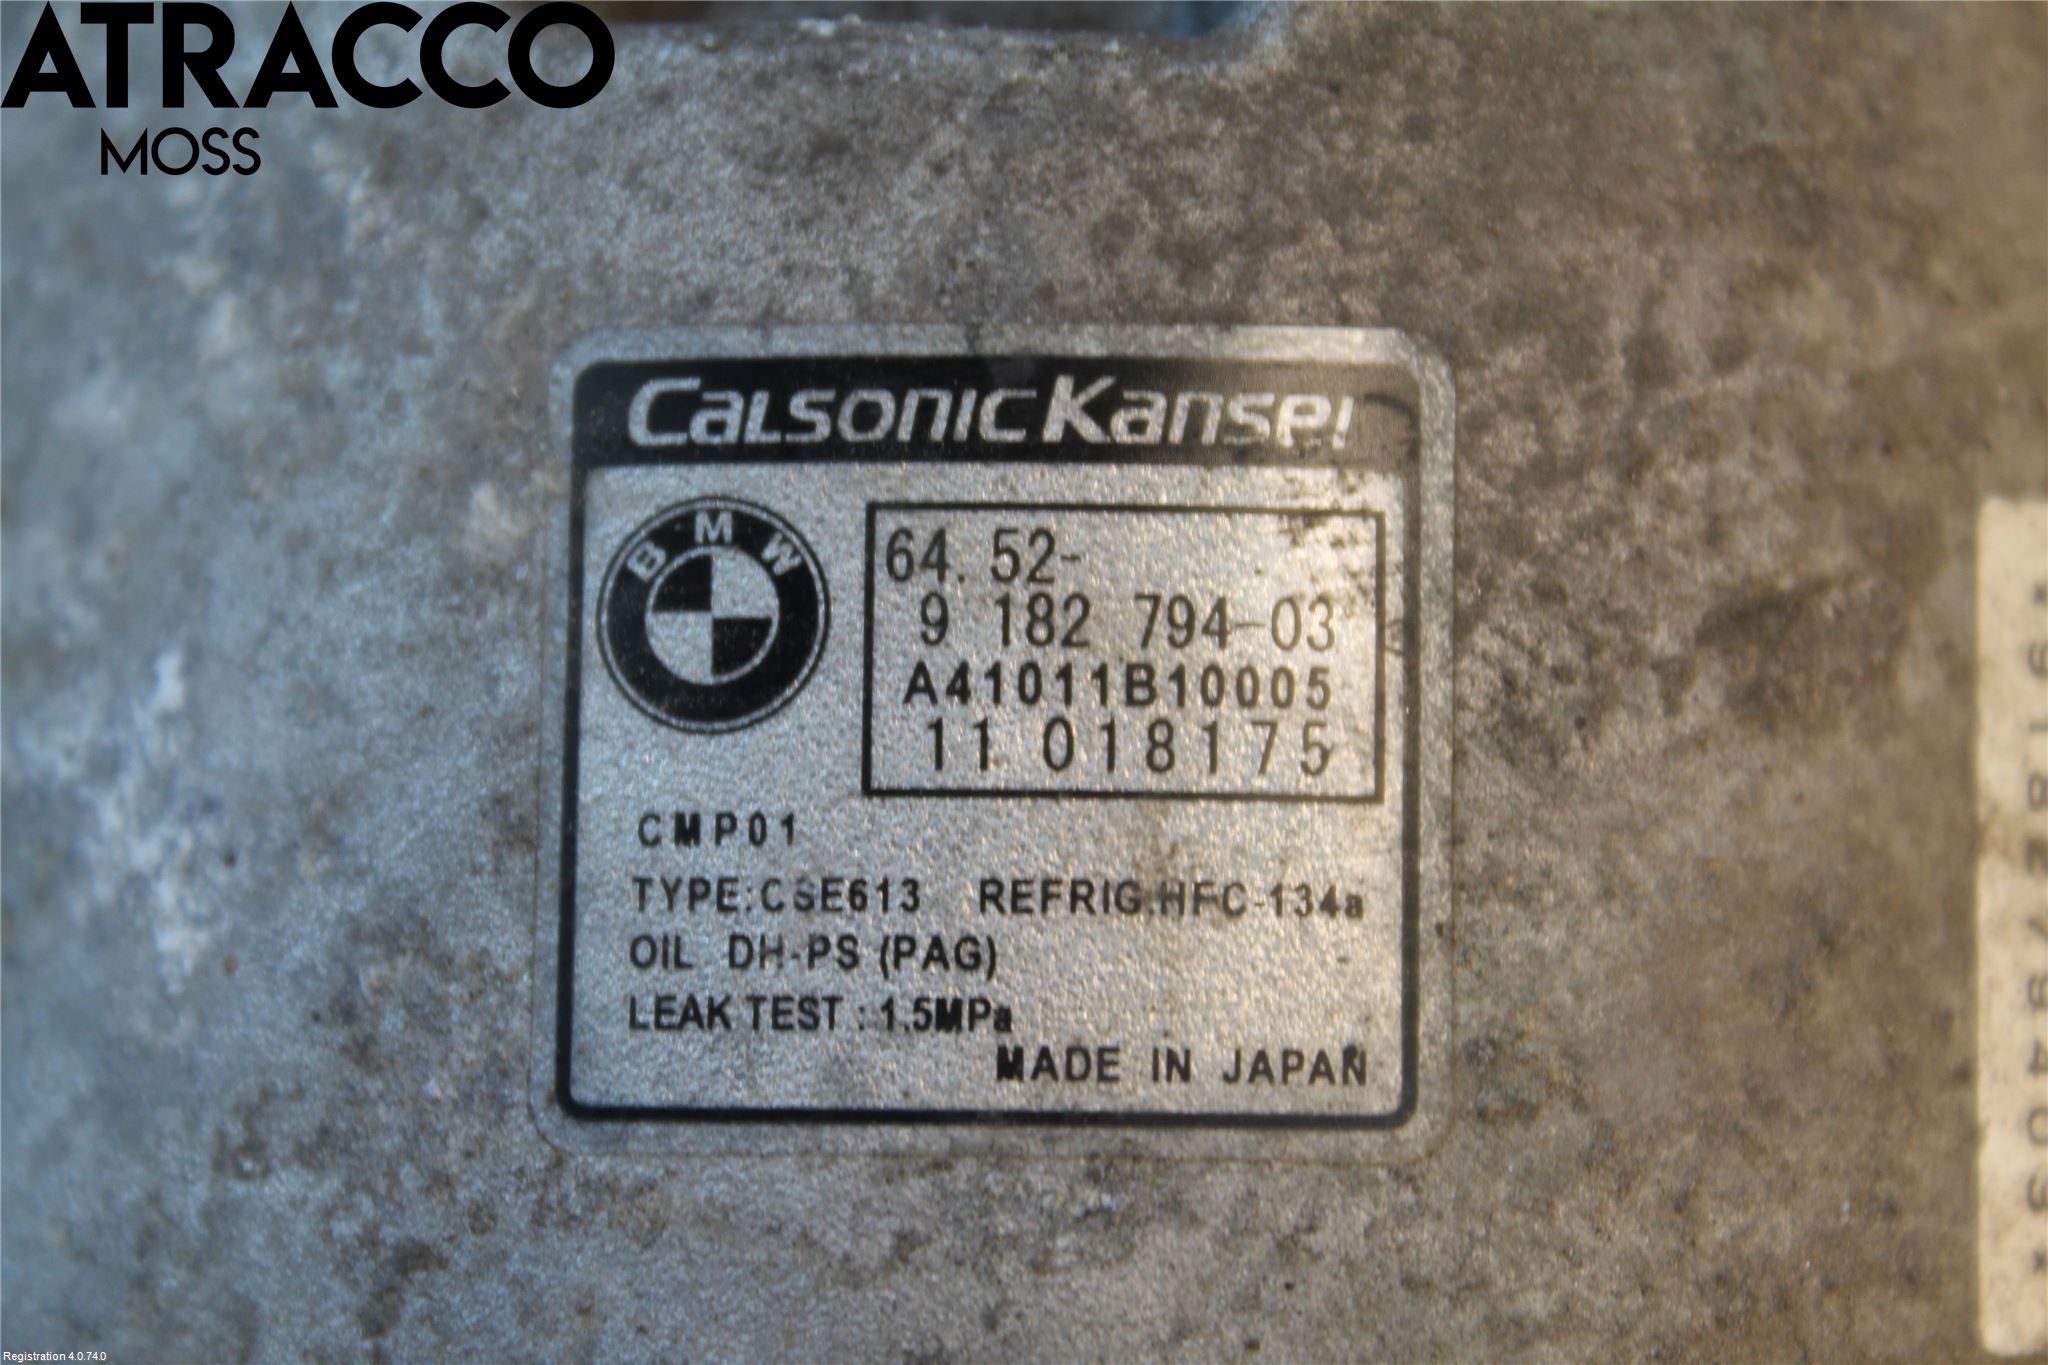 ATRACCO
MOSS
CalsonicKansei
BMW
64.52-
9 182 794-03
A41011B10005
11 018175
CMP01
TYPE:CSE613 REFRIG:HFC-134a
OIL DH-PS (PAG)
LEAK TEST : 1.5MPa
MADE IN JAPAN
*918279403*
Registration 4.0.74.0